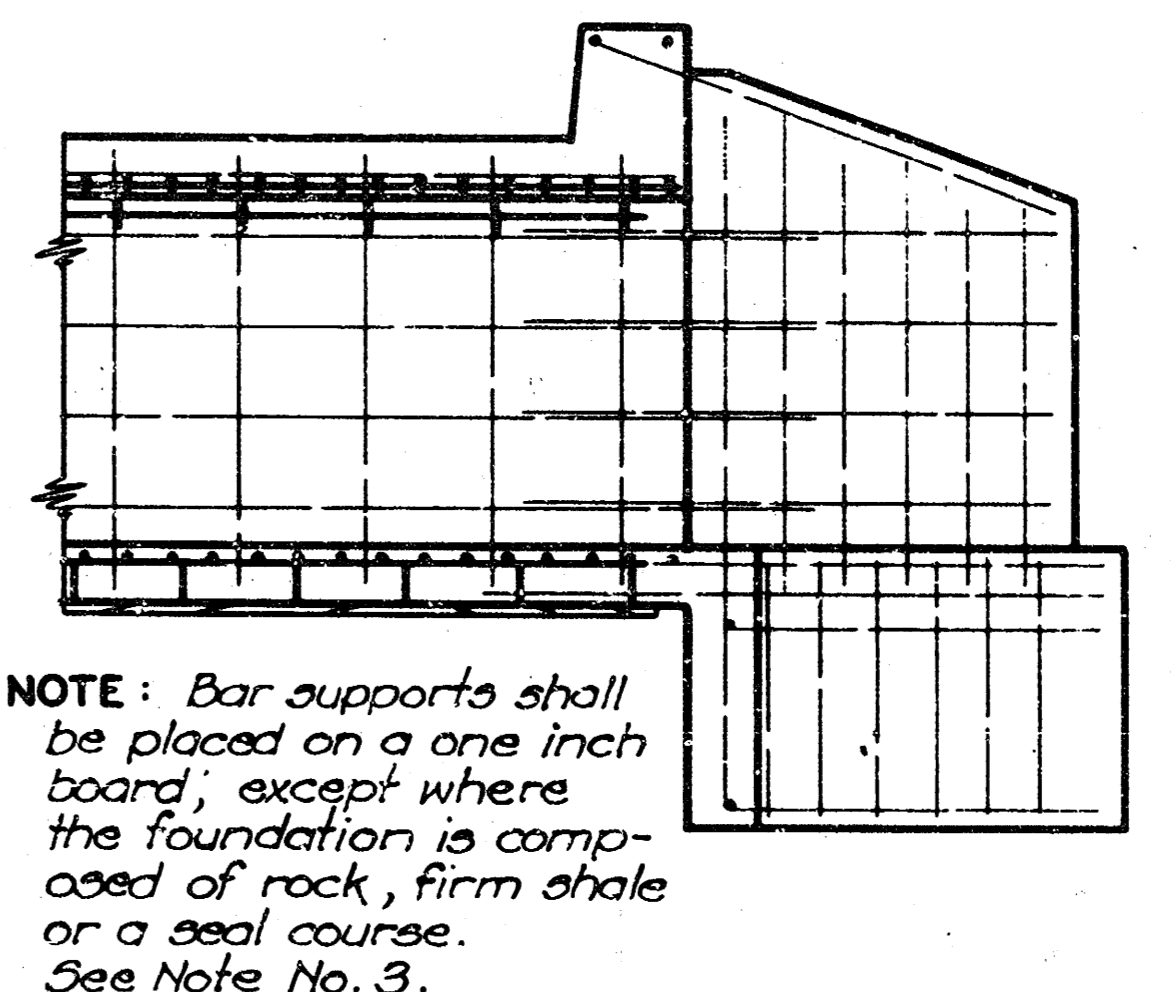 NOTE: Bar supports shall
be placed on a one inch
board; except where
the foundation is comp-
osed of rock, firm shale
or a seal course.
See Note No. 3.